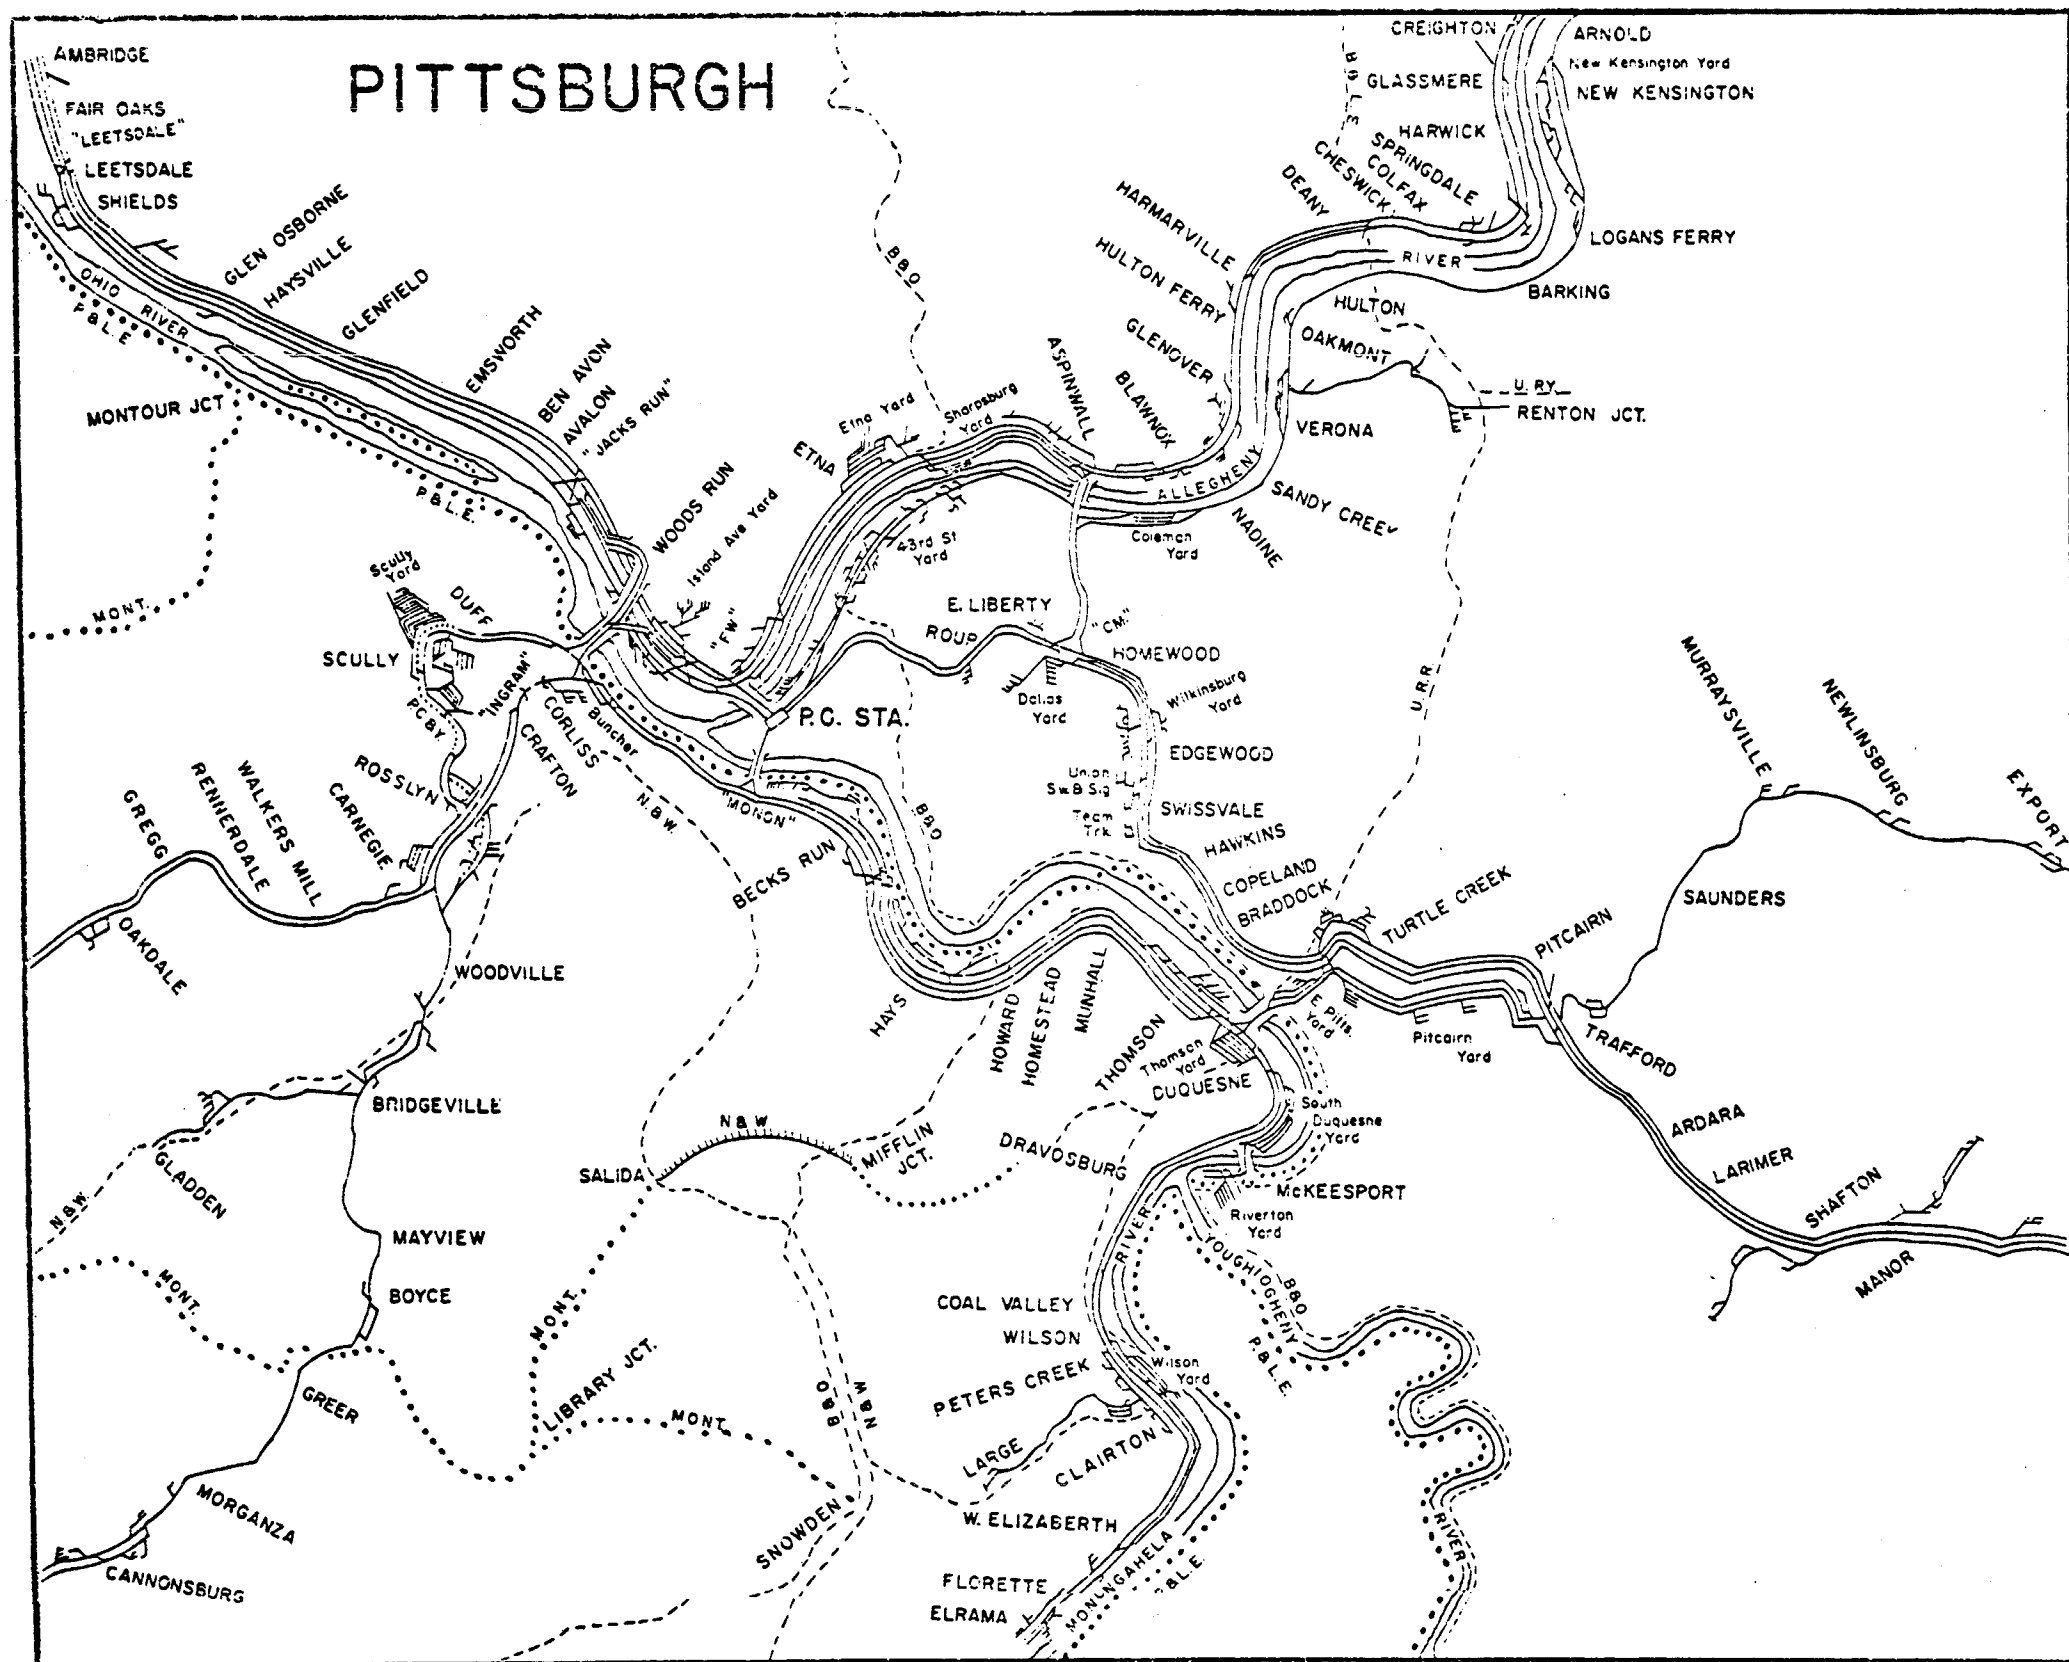 PITTSBURGH
AMBRIDGE
FAIR OAKS
"LEETSDALE"
LEETSDALE
SHIELDS
GLEN OSBORNE
HAYSVILLE
GLENFIELD
EMSWORTH
BEN AVON
AVALON
"JACKS RUN"
WOODS RUN
Island Ave Yard
"FW"
OHIO RIVER
P.& L. E
MONTOUR JCT
P.& L.E.
MONT.
Scully
Yard
DUFF
SCULLY
"INGRAM"
P.C.&Y.
CORLISS
Buncher
CRAFTON
ROSSLYN
CARNEGIE
WALKERS MILL
RENNERDALE
GREGG
OAKDALE
WOODVILLE
BRIDGEVILLE
GLADDEN
N&W
MAYVIEW
BOYCE
MONT.
GREER
MORGANZA
CANNONSBURG
B&O
ETNA
Etna Yard
Sharpsburg
Yard
ASPINWALL
BLAWNOX
GLENOVER
HULTON FERRY
HARMARVILLE
DEANY
CHESWICK
COLFAX
SPRINGDALE
HARWICK
GLASSMERE
CREIGHTON
B&LE
ARNOLD
New Kensington Yard
NEW KENSINGTON
LOGANS FERRY
BARKING
RIVER
HULTON
OAKMONT
U. RY.
RENTON JCT.
VERONA
ALLEGHENY
SANDY CREEK
NADINE
Coleman
Yard
43rd St
Yard
E. LIBERTY
ROUP
"CM."
HOMEWOOD
Dallas
Yard
Wilkinsburg
Yard
EDGEWOOD
Union
Sw.&Sig
Team
Trk.
SWISSVALE
HAWKINS
COPELAND
BRADDOCK
TURTLE CREEK
PITCAIRN
U.R.R.
P.C. STA.
"MONON"
N.&W.
B&O
BECKS RUN
HAYS
HOWARD
HOMESTEAD
MUNHALL
THOMSON
Thomson
Yard
DUQUESNE
E. Pitts.
Yard
Pitcairn
Yard
TRAFFORD
SAUNDERS
MURRAYSVILLE
NEWLINSBURG
EXPORT
ARDARA
LARIMER
SHAFTON
MANOR
South
Duquesne
Yard
DRAVOSBURG
McKEESPORT
Riverton
Yard
N&W
SALIDA
MIFFLIN
JCT.
MONT.
LIBRARY JCT.
MONT.
B&O
N&W
SNOWDEN
RIVER
YOUGHIOGHENY
B&O
P.&L.E.
COAL VALLEY
WILSON
PETERS CREEK
Wilson
Yard
LARGE
CLAIRTON
W. ELIZABERTH
FLORETTE
ELRAMA
MONONGAHELA
P&L.E.
RIVER